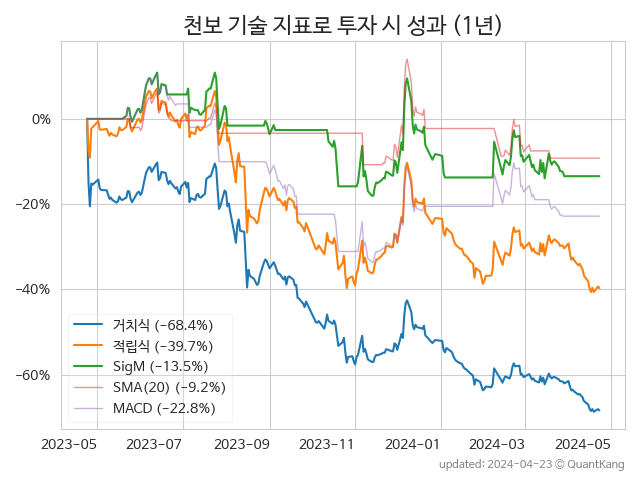 천보 기술 지표로 투자 시 성과 (1년)
0%
−20%
−40%
−60%
거치식 (−68.4%)
적립식 (−39.7%)
SigM (−13.5%)
SMA(20) (−9.2%)
MACD (−22.8%)
2023-05 2023-07 2023-09 2023-11 2024-01 2024-03 2024-05
updated: 2024-04-23 © QuantKang